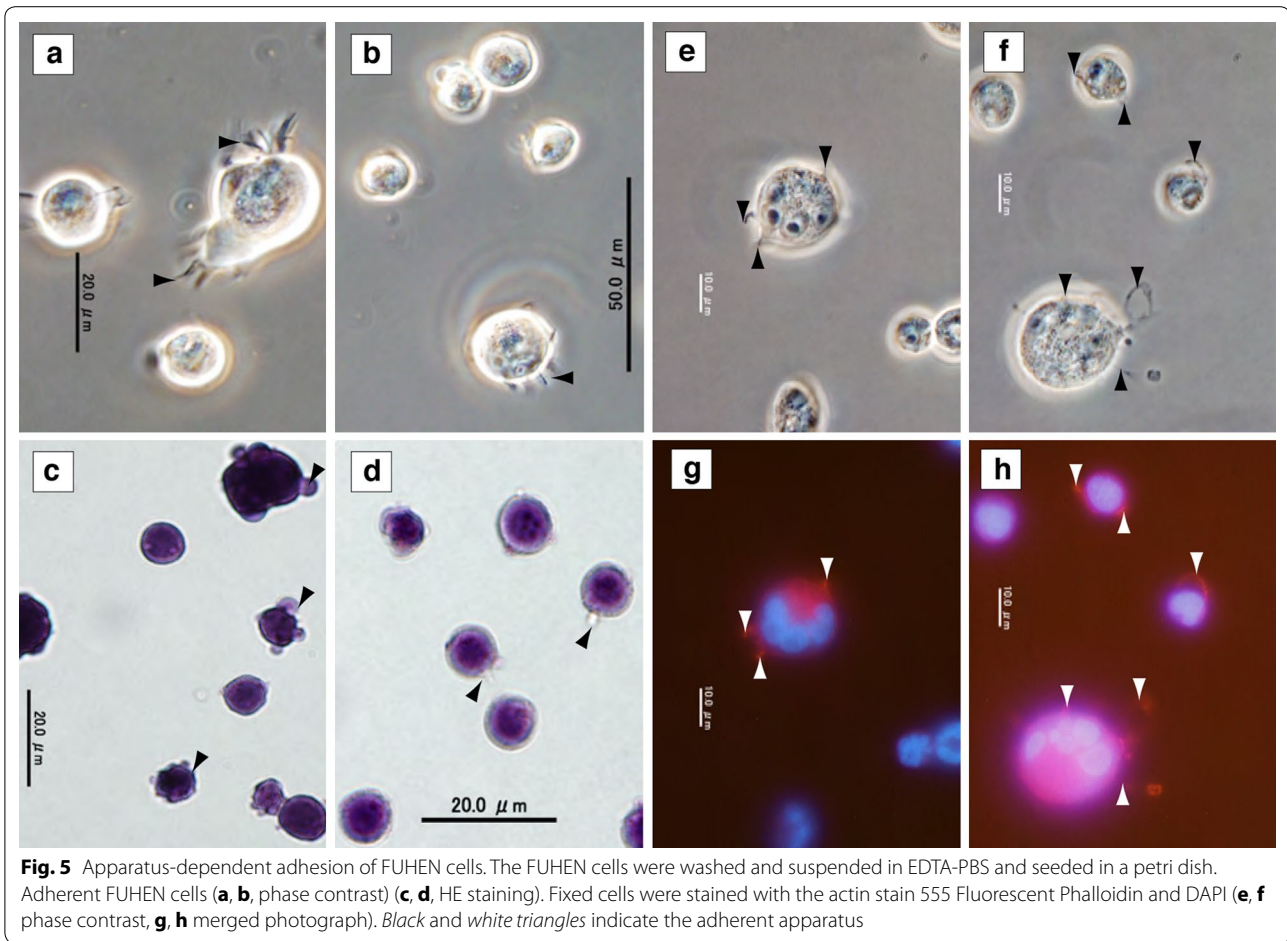 a
b
e
f
20.0 μm
50.0 μm
10.0 μm
10.0 μm
c
d
g
h
20.0 μm
20.0 μm
10.0 μm
10.0 μm
Fig. 5 Apparatus-dependent adhesion of FUHEN cells. The FUHEN cells were washed and suspended in EDTA-PBS and seeded in a petri dish.
Adherent FUHEN cells (a, b, phase contrast) (c, d, HE staining). Fixed cells were stained with the actin stain 555 Fluorescent Phalloidin and DAPI (e, f
phase contrast, g, h merged photograph). Black and white triangles indicate the adherent apparatus